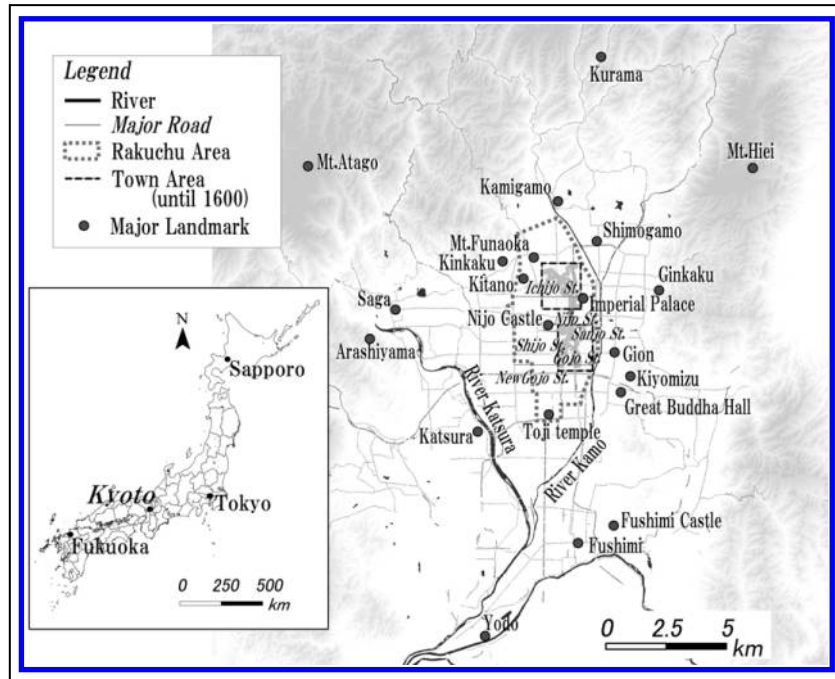 Legend
River
Major Road
Rakuchu Area
Town Area
(until 1600)
Major Landmark
Kurama
Mt.Atago
Mt.Hiei
Kamigamo
Shimogamo
Mt.Funaoka
Kinkaku
Kitano
Ichijo St.
Ginkaku
Imperial Palace
Saga
Nijo Castle
Nijo St.
Sanjo St.
Arashiyama
Shijo St.
Gojo St.
Gion
New Gojo St.
Kiyomizu
Great Buddha Hall
River Katsura
Toji temple
Katsura
River Kamo
Fushimi Castle
Fushimi
Yodo
0 2.5 5
km
N
Sapporo
Kyoto
Tokyo
Fukuoka
0 250 500
km